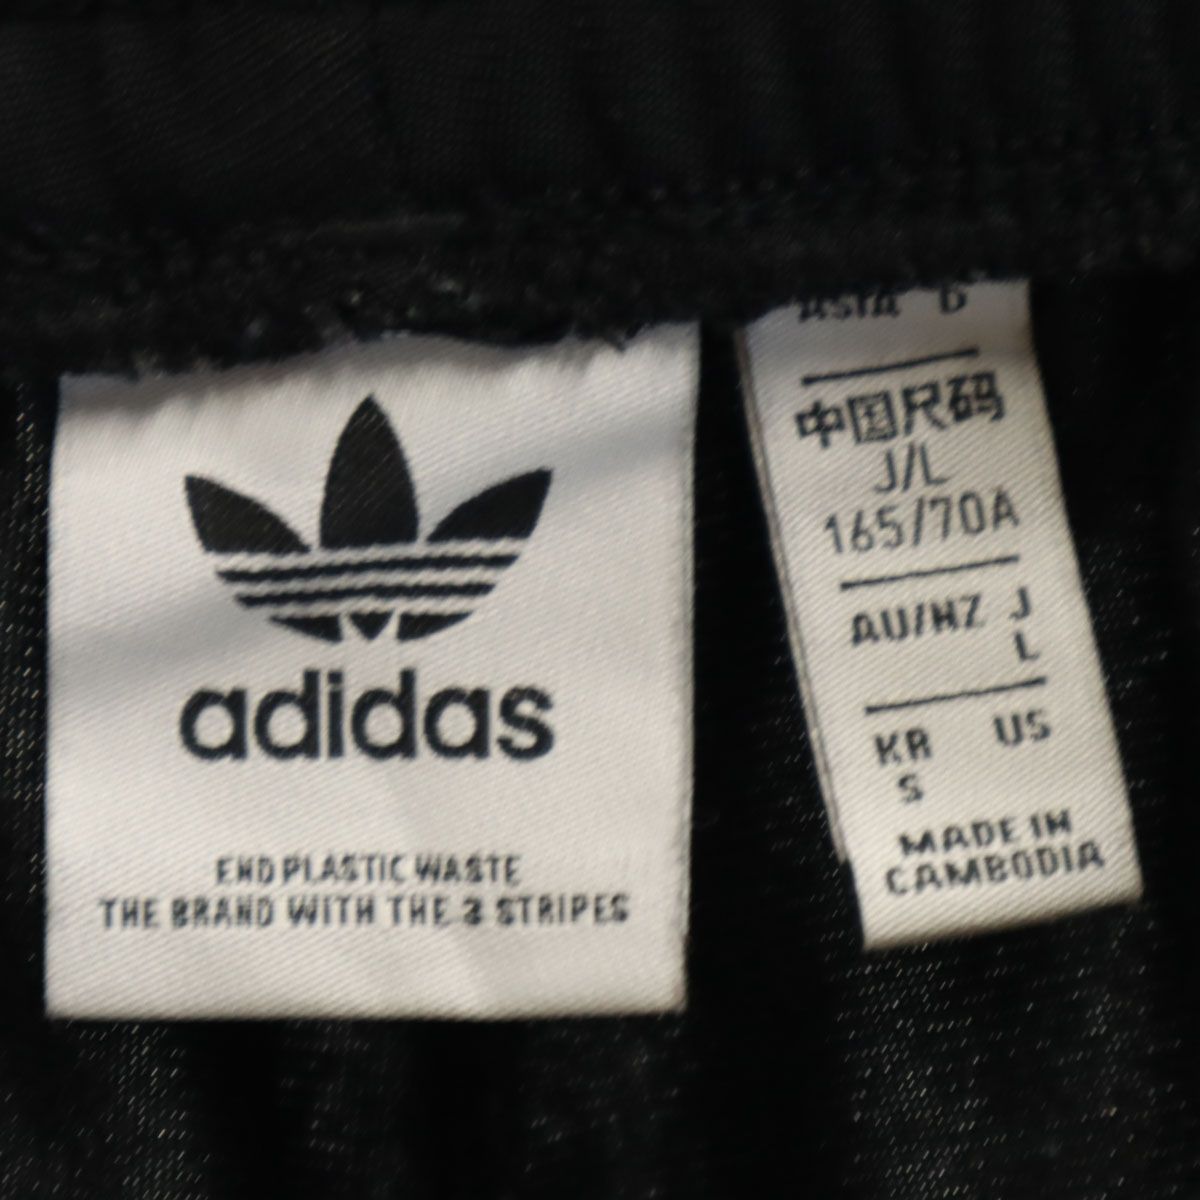 adidas
END PLASTIC WASTE
THE BRAND WITH THE 3 STRIPES
ASIA
中国尺码
J/L
165/70A
AU/NZ J
L
KR US
S
MADE IN
CAMBODIA